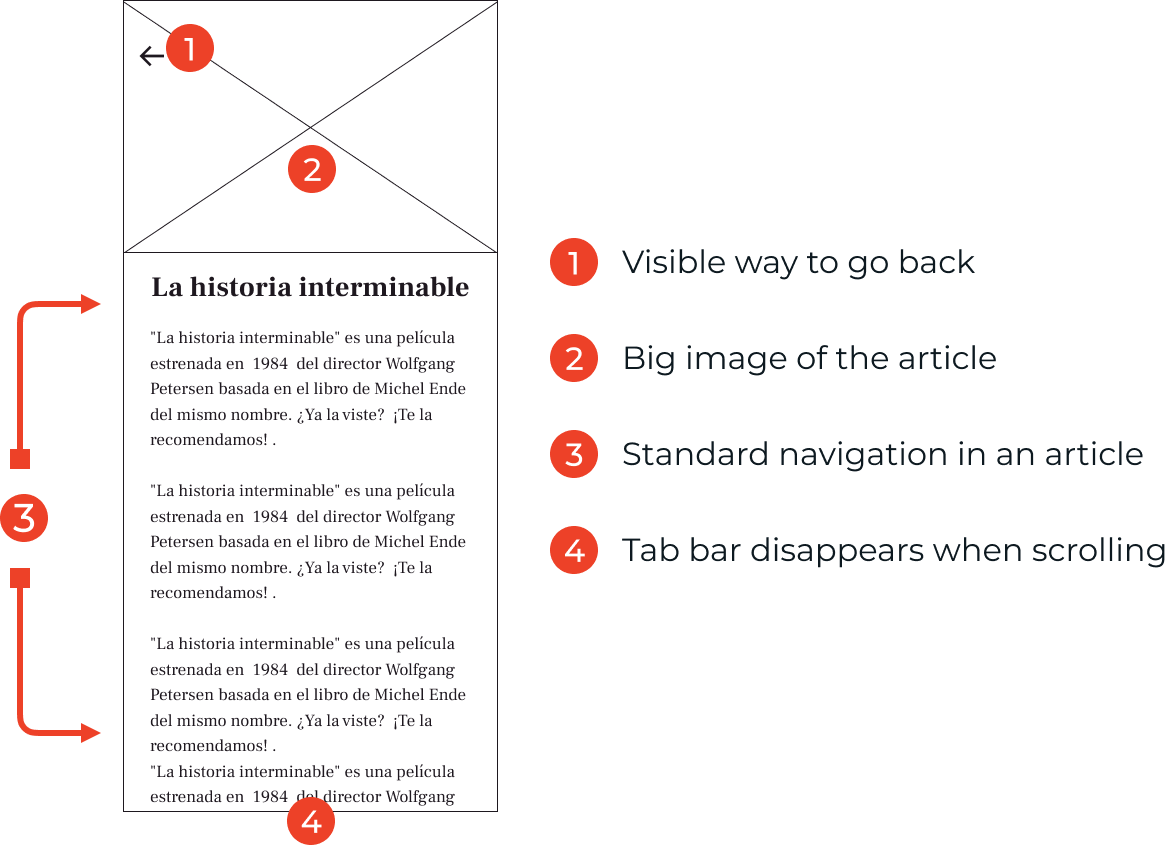 1
2
La historia interminable
"La historia interminable" es una película
estrenada en 1984 del director Wolfgang
Petersen basada en el libro de Michel Ende
del mismo nombre. ¿Ya la viste? ¡Te la
recomendamos! .
"La historia interminable" es una película
estrenada en 1984 del director Wolfgang
Petersen basada en el libro de Michel Ende
del mismo nombre. ¿Ya la viste? ¡Te la
recomendamos! .
"La historia interminable" es una película
estrenada en 1984 del director Wolfgang
Petersen basada en el libro de Michel Ende
del mismo nombre. ¿Ya la viste? ¡Te la
recomendamos! .
"La historia interminable" es una película
estrenada en 1984 del director Wolfgang
3
4
1 Visible way to go back
2 Big image of the article
3 Standard navigation in an article
4 Tab bar disappears when scrolling